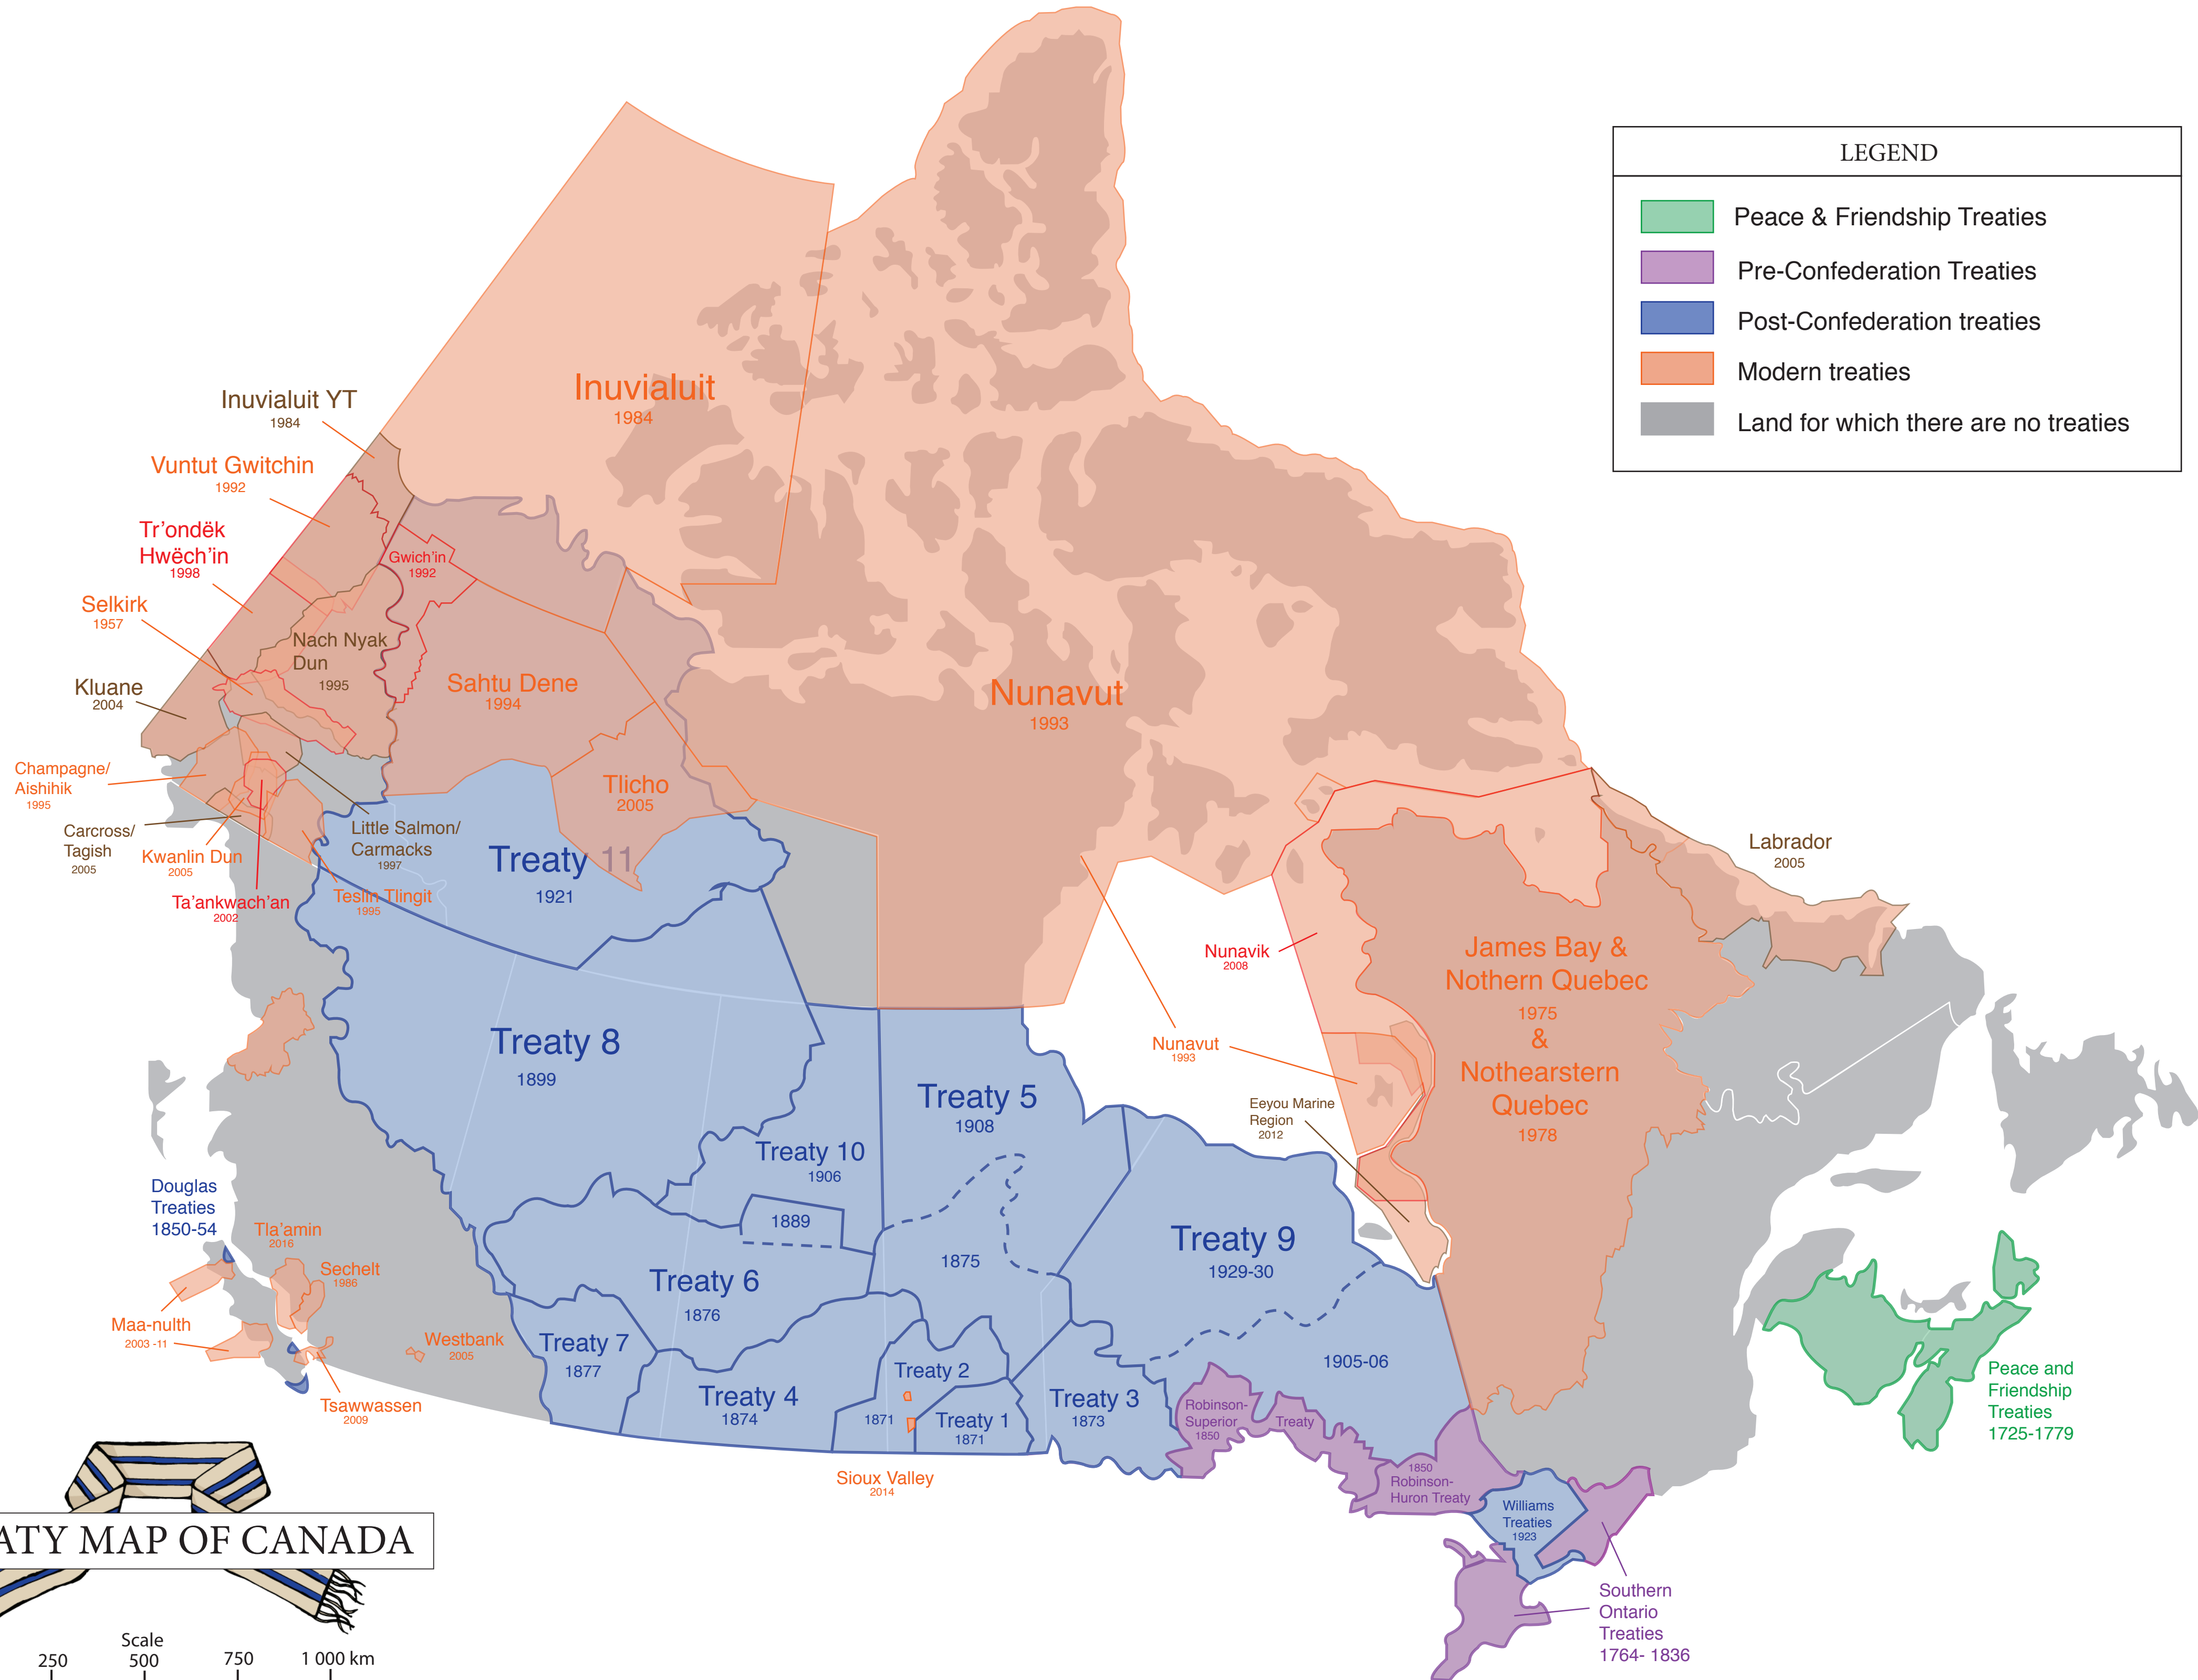 LEGEND
Peace & Friendship Treaties
Pre-Confederation Treaties
Post-Confederation treaties
Modern treaties
Land for which there are no treaties
Inuvialuit
1984
Inuvialuit YT
1984
Vuntut Gwitchin
1992
Tr’ondëk
Hwëch’in
1998
Gwich’in
1992
Selkirk
1957
Nach Nyak
Dun
1995
Kluane
2004
Sahtu Dene
1994
Nunavut
1993
Champagne/
Aishihik
1995
Tlicho
2005
Carcross/
Tagish
2005
Kwanlin Dun
2005
Little Salmon/
Carmacks
1997
Ta’ankwach’an
2002
Teslin Tlingit
1995
Treaty 11
1921
Labrador
2005
Nunavik
2008
James Bay &
Nothern Quebec
1975
&
Nothearstern
Quebec
1978
Nunavut
1993
Eeyou Marine
Region
2012
Treaty 8
1899
Treaty 5
1908
Treaty 10
1906
1889
1875
Douglas
Treaties
1850-54
Tla’amin
2016
Sechelt
1986
Maa-nulth
2003 -11
Westbank
2005
Tsawwassen
2009
Treaty 6
1876
Treaty 7
1877
Treaty 4
1874
Treaty 2
1871
Treaty 1
1871
Treaty 3
1873
Treaty 9
1929-30
1905-06
Sioux Valley
2014
Robinson-
Superior
1850
Treaty
1850
Robinson-
Huron Treaty
Williams
Treaties
1923
Peace and
Friendship
Treaties
1725-1779
Southern
Ontario
Treaties
1764- 1836
ATY MAP OF CANADA
Scale
250 500 750 1 000 km